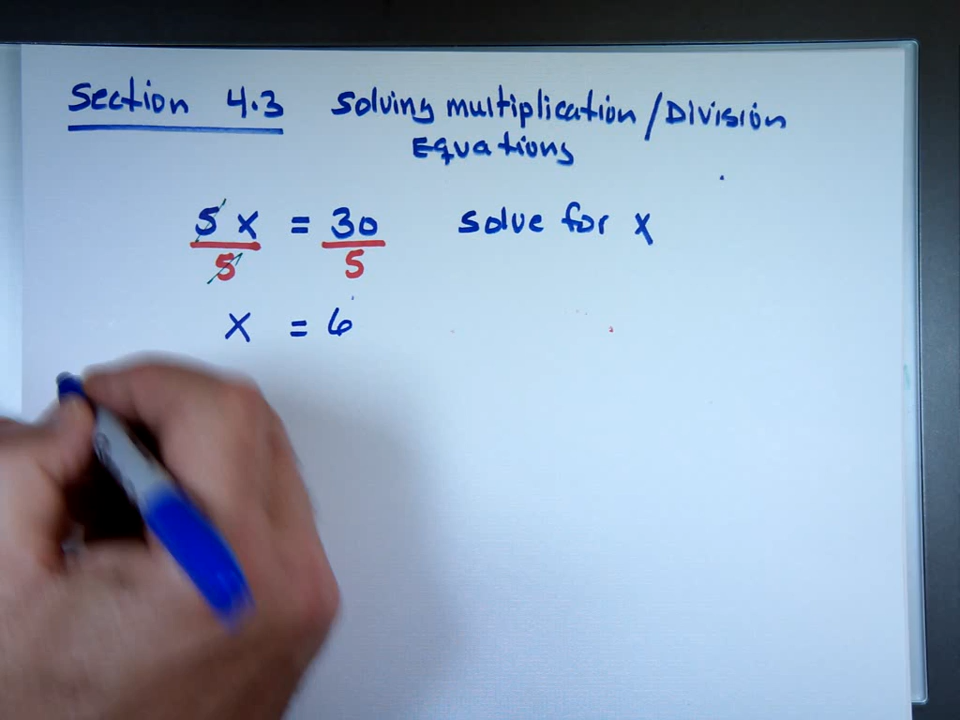 Section 4.3 Solving multiplication/Division
Equations
5x = 30 solve for x
5 5
x = 6